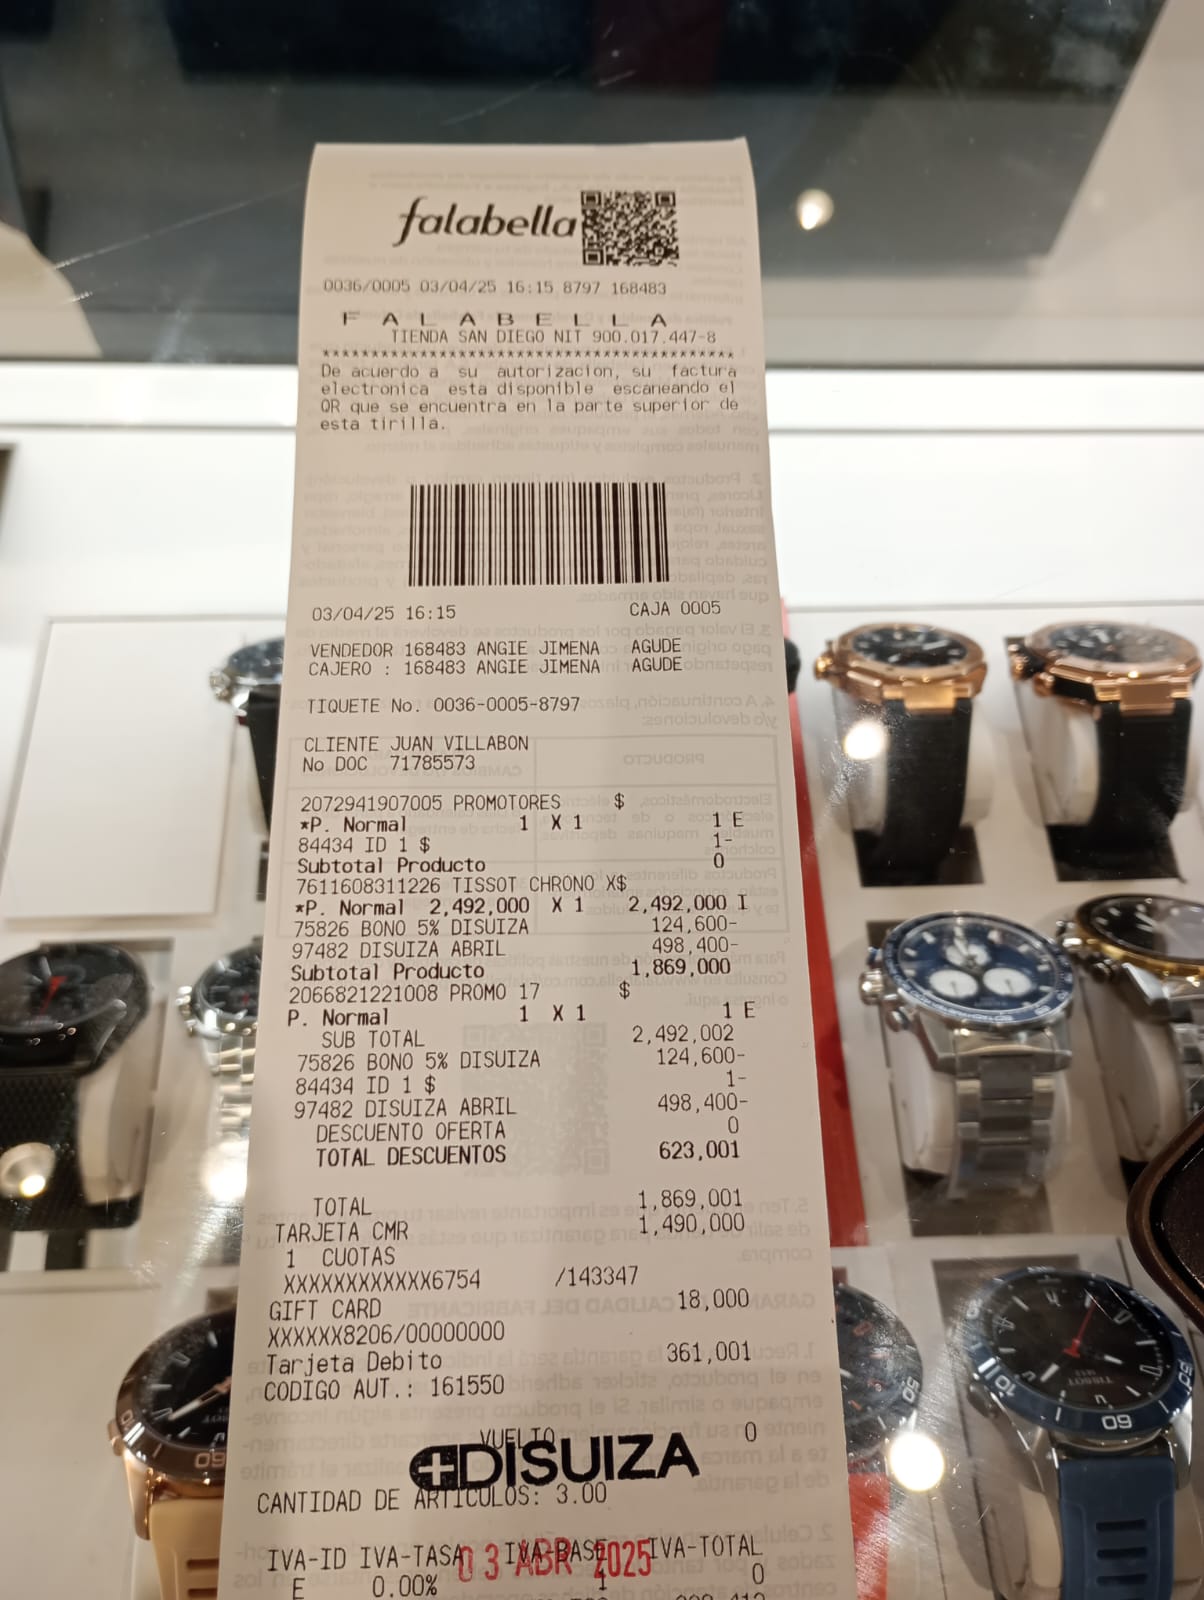 falabella
0036/0005 03/04/25 16:15 8797 168483
FALABELLA
TIENDA SAN DIEGO NIT 900.017.447-8
******************************************
De acuerdo a su autorizacion, su factura
electronica esta disponible escaneando el
QR que se encuentra en la parte superior de
esta tirilla.
03/04/25 16:15 CAJA 0005
VENDEDOR 168483 ANGIE JIMENA AGUDE
CAJERO : 168483 ANGIE JIMENA AGUDE
TIQUETE No. 0036-0005-8797
CLIENTE JUAN VILLABON
No DOC 71785573
2072941907005 PROMOTORES $
*P. Normal 1 X 1 1 E
84434 ID 1 $ 1-
Subtotal Producto 0
7611608311226 TISSOT CHRONO X$
*P. Normal 2,492,000 X 1 2,492,000 I
75826 BONO 5% DISUIZA 124,600-
97482 DISUIZA ABRIL 498,400-
Subtotal Producto 1,869,000
2066821221008 PROMO 17 $
P. Normal 1 X 1 1 E
SUB TOTAL 2,492,002
75826 BONO 5% DISUIZA 124,600-
84434 ID 1 $ 1-
97482 DISUIZA ABRIL 498,400-
DESCUENTO OFERTA 0
TOTAL DESCUENTOS 623,001
TOTAL 1,869,001
TARJETA CMR 1,490,000
1 CUOTAS
XXXXXXXXXXXX6754 /143347
GIFT CARD 18,000
XXXXXX8206/00000000
Tarjeta Debito 361,001
CODIGO AUT.: 161550
VUELTO 0
DISUIZA
CANTIDAD DE ARTICULOS: 3.00
IVA-ID IVA-TASA IVA-BASE IVA-TOTAL
03 ABR 2025
E 0.00% 1 0
TISSOT
60
10